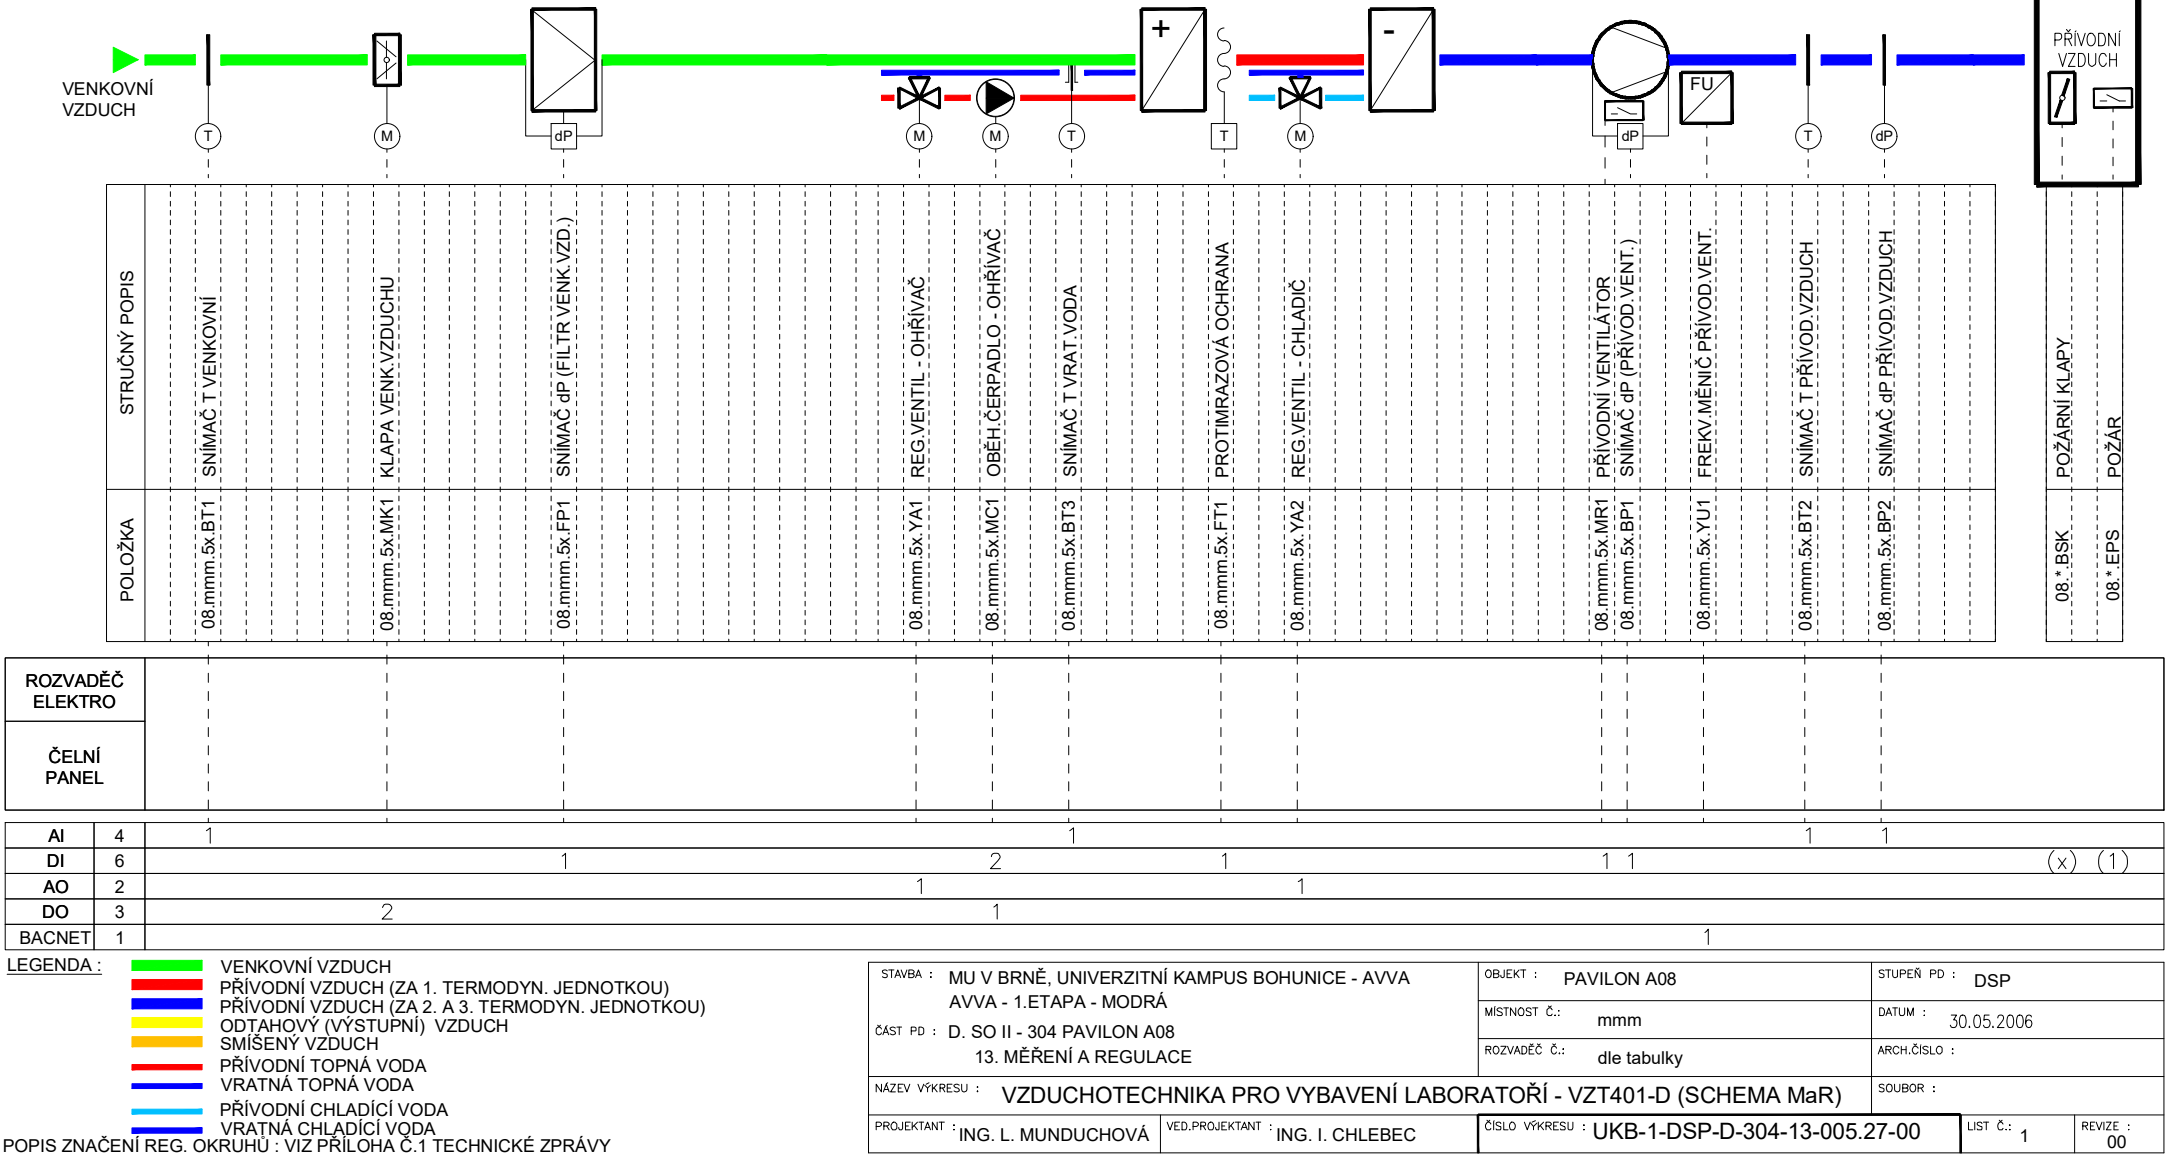 VENKOVNÍ
VZDUCH
+
-
PŘÍVODNÍ
VZDUCH
FU
T
M
dP
M
M
T
T
M
dP
T
dP
STRUČNÝ POPIS
SNÍMAČ T VENKOVNÍ
KLAPA VENK.VZDUCHU
SNÍMAČ dP (FILTR VENK.VZD.)
REG.VENTIL - OHŘÍVAČ
OBĚH.ČERPADLO - OHŘÍVAČ
SNÍMAČ T VRAT.VODA
PROTIMRAZOVÁ OCHRANA
REG.VENTIL - CHLADIČ
PŘÍVODNÍ VENTILÁTOR
SNÍMAČ dP (PŘÍVOD.VENT.)
FREKV.MĚNIČ PŘÍVOD.VENT.
SNÍMAČ T PŘÍVOD.VZDUCH
SNÍMAČ dP PŘÍVOD.VZDUCH
POŽÁRNÍ KLAPY
POŽÁR
POLOŽKA
08.mmm.5x.BT1
08.mmm.5x.MK1
08.mmm.5x.FP1
08.mmm.5x.YA1
08.mmm.5x.MC1
08.mmm.5x.BT3
08.mmm.5x.FT1
08.mmm.5x.YA2
08.mmm.5x.MR1
08.mmm.5x.BP1
08.mmm.5x.YU1
08.mmm.5x.BT2
08.mmm.5x.BP2
08.*.BSK
08.*.EPS
ROZVADĚČ
ELEKTRO
ČELNÍ
PANEL
AI 4 1 1 1 1
DI 6 1 2 1 1 1 (x) (1)
AO 2 1 1
DO 3 2 1
BACNET 1 1
LEGENDA :
VENKOVNÍ VZDUCH
PŘÍVODNÍ VZDUCH (ZA 1. TERMODYN. JEDNOTKOU)
PŘÍVODNÍ VZDUCH (ZA 2. A 3. TERMODYN. JEDNOTKOU)
ODTAHOVÝ (VÝSTUPNÍ) VZDUCH
SMÍŠENÝ VZDUCH
PŘÍVODNÍ TOPNÁ VODA
VRATNÁ TOPNÁ VODA
PŘÍVODNÍ CHLADÍCÍ VODA
VRATNÁ CHLADÍCÍ VODA
POPIS ZNAČENÍ REG. OKRUHŮ : VIZ PŘÍLOHA Č.1 TECHNICKÉ ZPRÁVY
STAVBA : MU V BRNĚ, UNIVERZITNÍ KAMPUS BOHUNICE - AVVA
AVVA - 1.ETAPA - MODRÁ
ČÁST PD : D. SO II - 304 PAVILON A08
13. MĚŘENÍ A REGULACE
OBJEKT : PAVILON A08
STUPEŇ PD : DSP
MÍSTNOST Č.: mmm
DATUM : 30.05.2006
ROZVADĚČ Č.: dle tabulky
ARCH.ČÍSLO :
NÁZEV VÝKRESU : VZDUCHOTECHNIKA PRO VYBAVENÍ LABORATOŘÍ - VZT401-D (SCHEMA MaR)
SOUBOR :
PROJEKTANT : ING. L. MUNDUCHOVÁ
VED.PROJEKTANT : ING. I. CHLEBEC
ČÍSLO VÝKRESU : UKB-1-DSP-D-304-13-005.27-00
LIST Č.: 1
REVIZE : 00